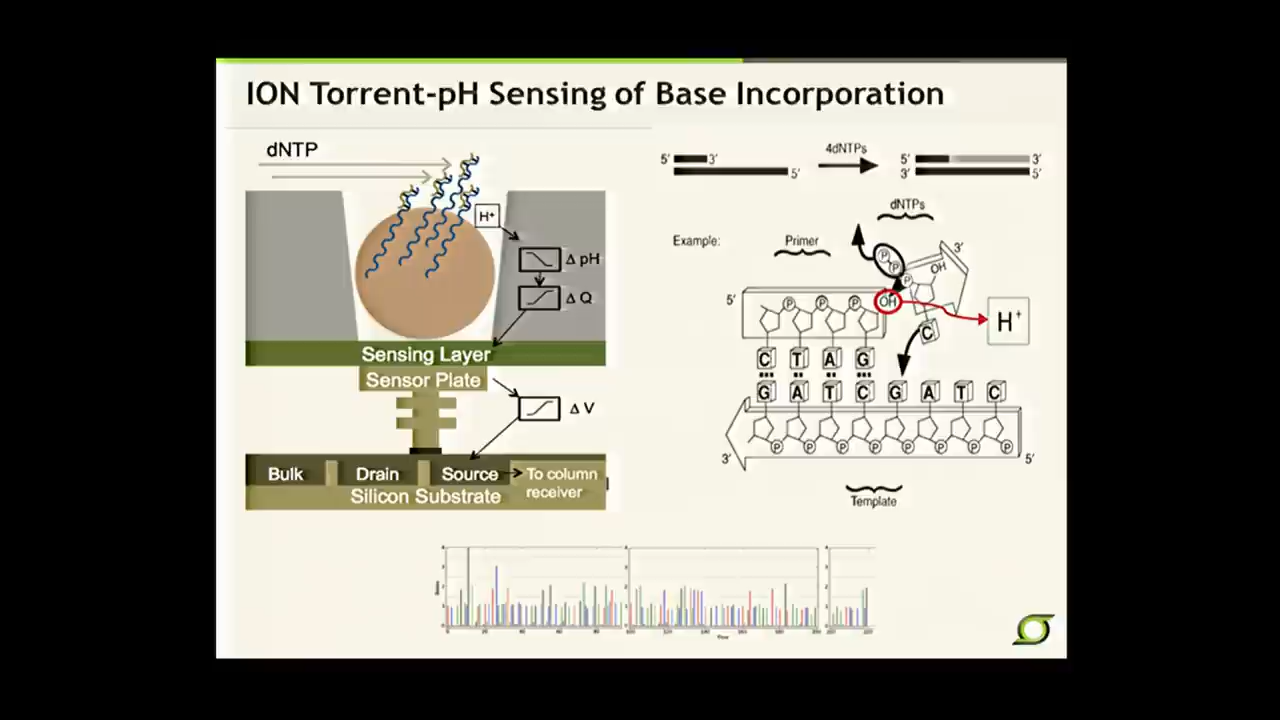 ION Torrent-pH Sensing of Base Incorporation
dNTP
H+
Δ pH
Δ Q
Sensing Layer
Sensor Plate
Δ V
Bulk
Drain
Source
To column
receiver
Silicon Substrate
5′
3′
5′
4dNTPs
5′
3′
3′
5′
dNTPs
Example:
Primer
3′
P
P
P
OH
5′
P
P
P
OH
H+
C
C T A G
G A T C G A T C
P P P P P P P P
3′
5′
Template